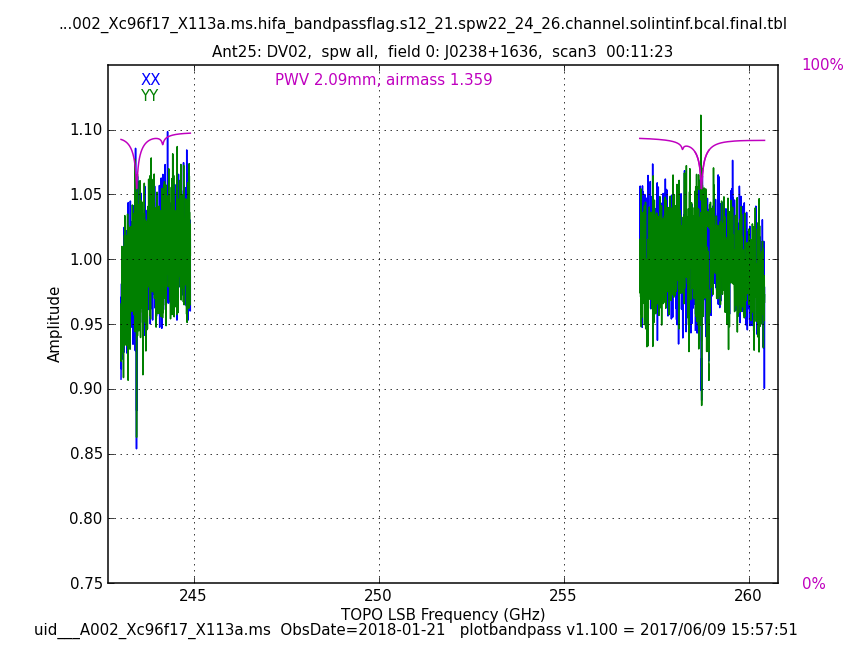 ...002_Xc96f17_X113a.ms.hifa_bandpassflag.s12_21.spw22_24_26.channel.solintinf.bcal.final.tbl
Ant25: DV02,  spw all,  field 0: J0238+1636,  scan3  00:11:23
XX
YY
PWV 2.09mm, airmass 1.359
100%
1.10
1.05
1.00
0.95
0.90
0.85
0.80
0.75
Amplitude
0%
245
250
255
260
TOPO LSB Frequency (GHz)
uid___A002_Xc96f17_X113a.ms  ObsDate=2018-01-21   plotbandpass v1.100 = 2017/06/09 15:57:51